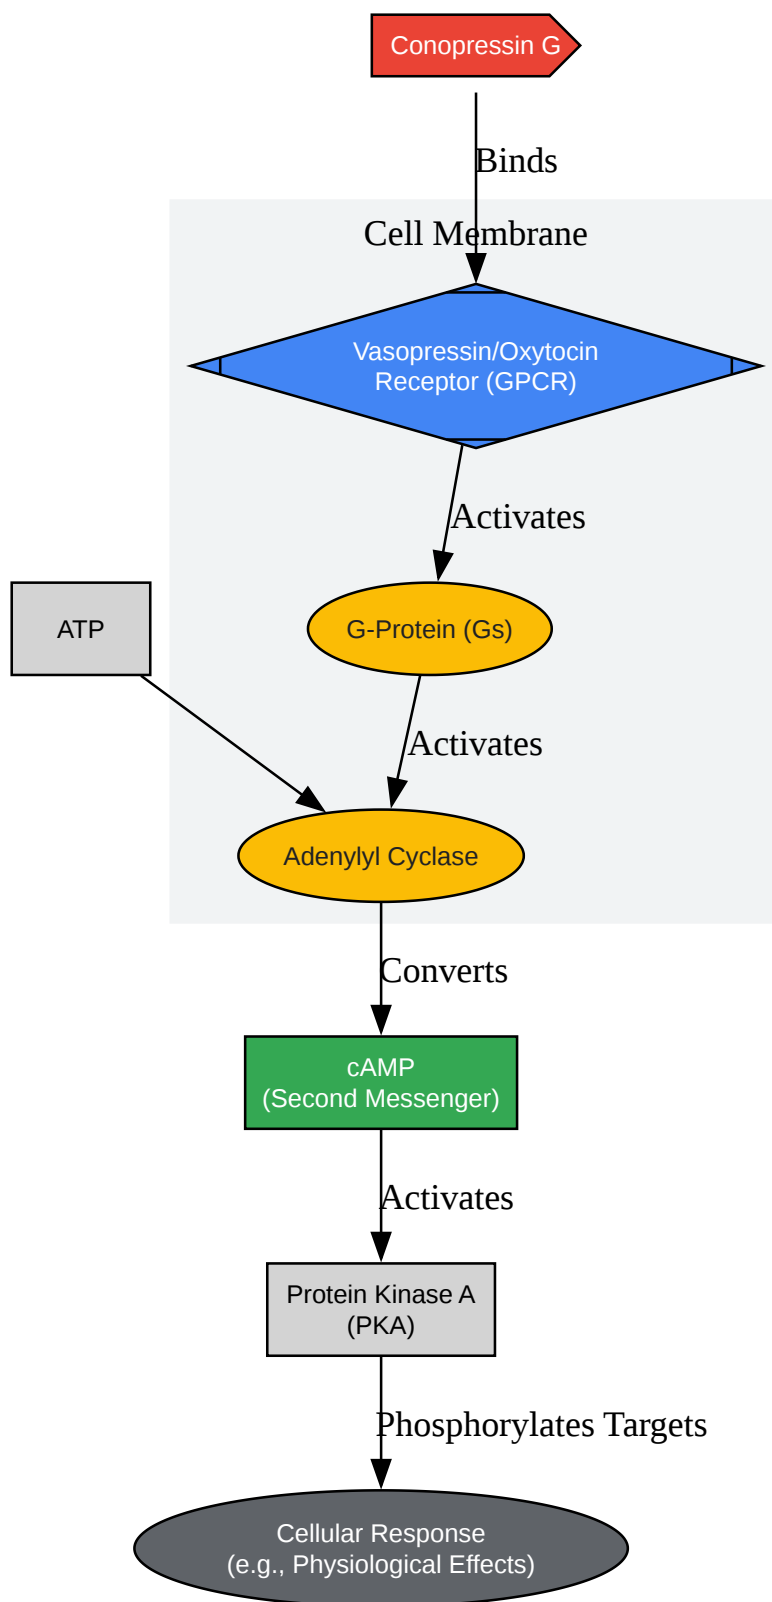 Conopressin G
Binds
Cell Membrane
Vasopressin/Oxytocin
Receptor (GPCR)
Activates
ATP
G-Protein (Gs)
Activates
Adenylyl Cyclase
Converts
cAMP
(Second Messenger)
Activates
Protein Kinase A
(PKA)
Phosphorylates Targets
Cellular Response
(e.g., Physiological Effects)